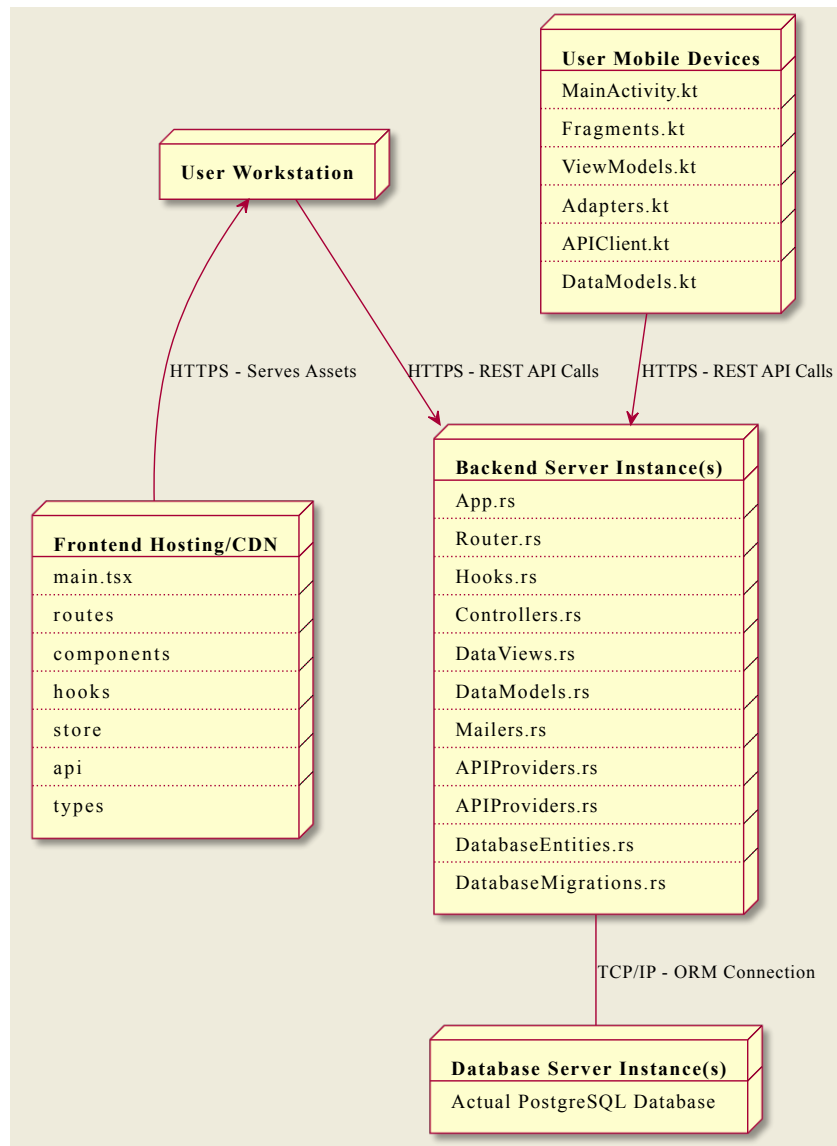 User Mobile Devices
MainActivity.kt
Fragments.kt
ViewModels.kt
Adapters.kt
APIClient.kt
DataModels.kt
User Workstation
HTTPS - Serves Assets
HTTPS - REST API Calls
HTTPS - REST API Calls
Frontend Hosting/CDN
main.tsx
routes
components
hooks
store
api
types
Backend Server Instance(s)
App.rs
Router.rs
Hooks.rs
Controllers.rs
DataViews.rs
DataModels.rs
Mailers.rs
APIProviders.rs
APIProviders.rs
DatabaseEntities.rs
DatabaseMigrations.rs
TCP/IP - ORM Connection
Database Server Instance(s)
Actual PostgreSQL Database